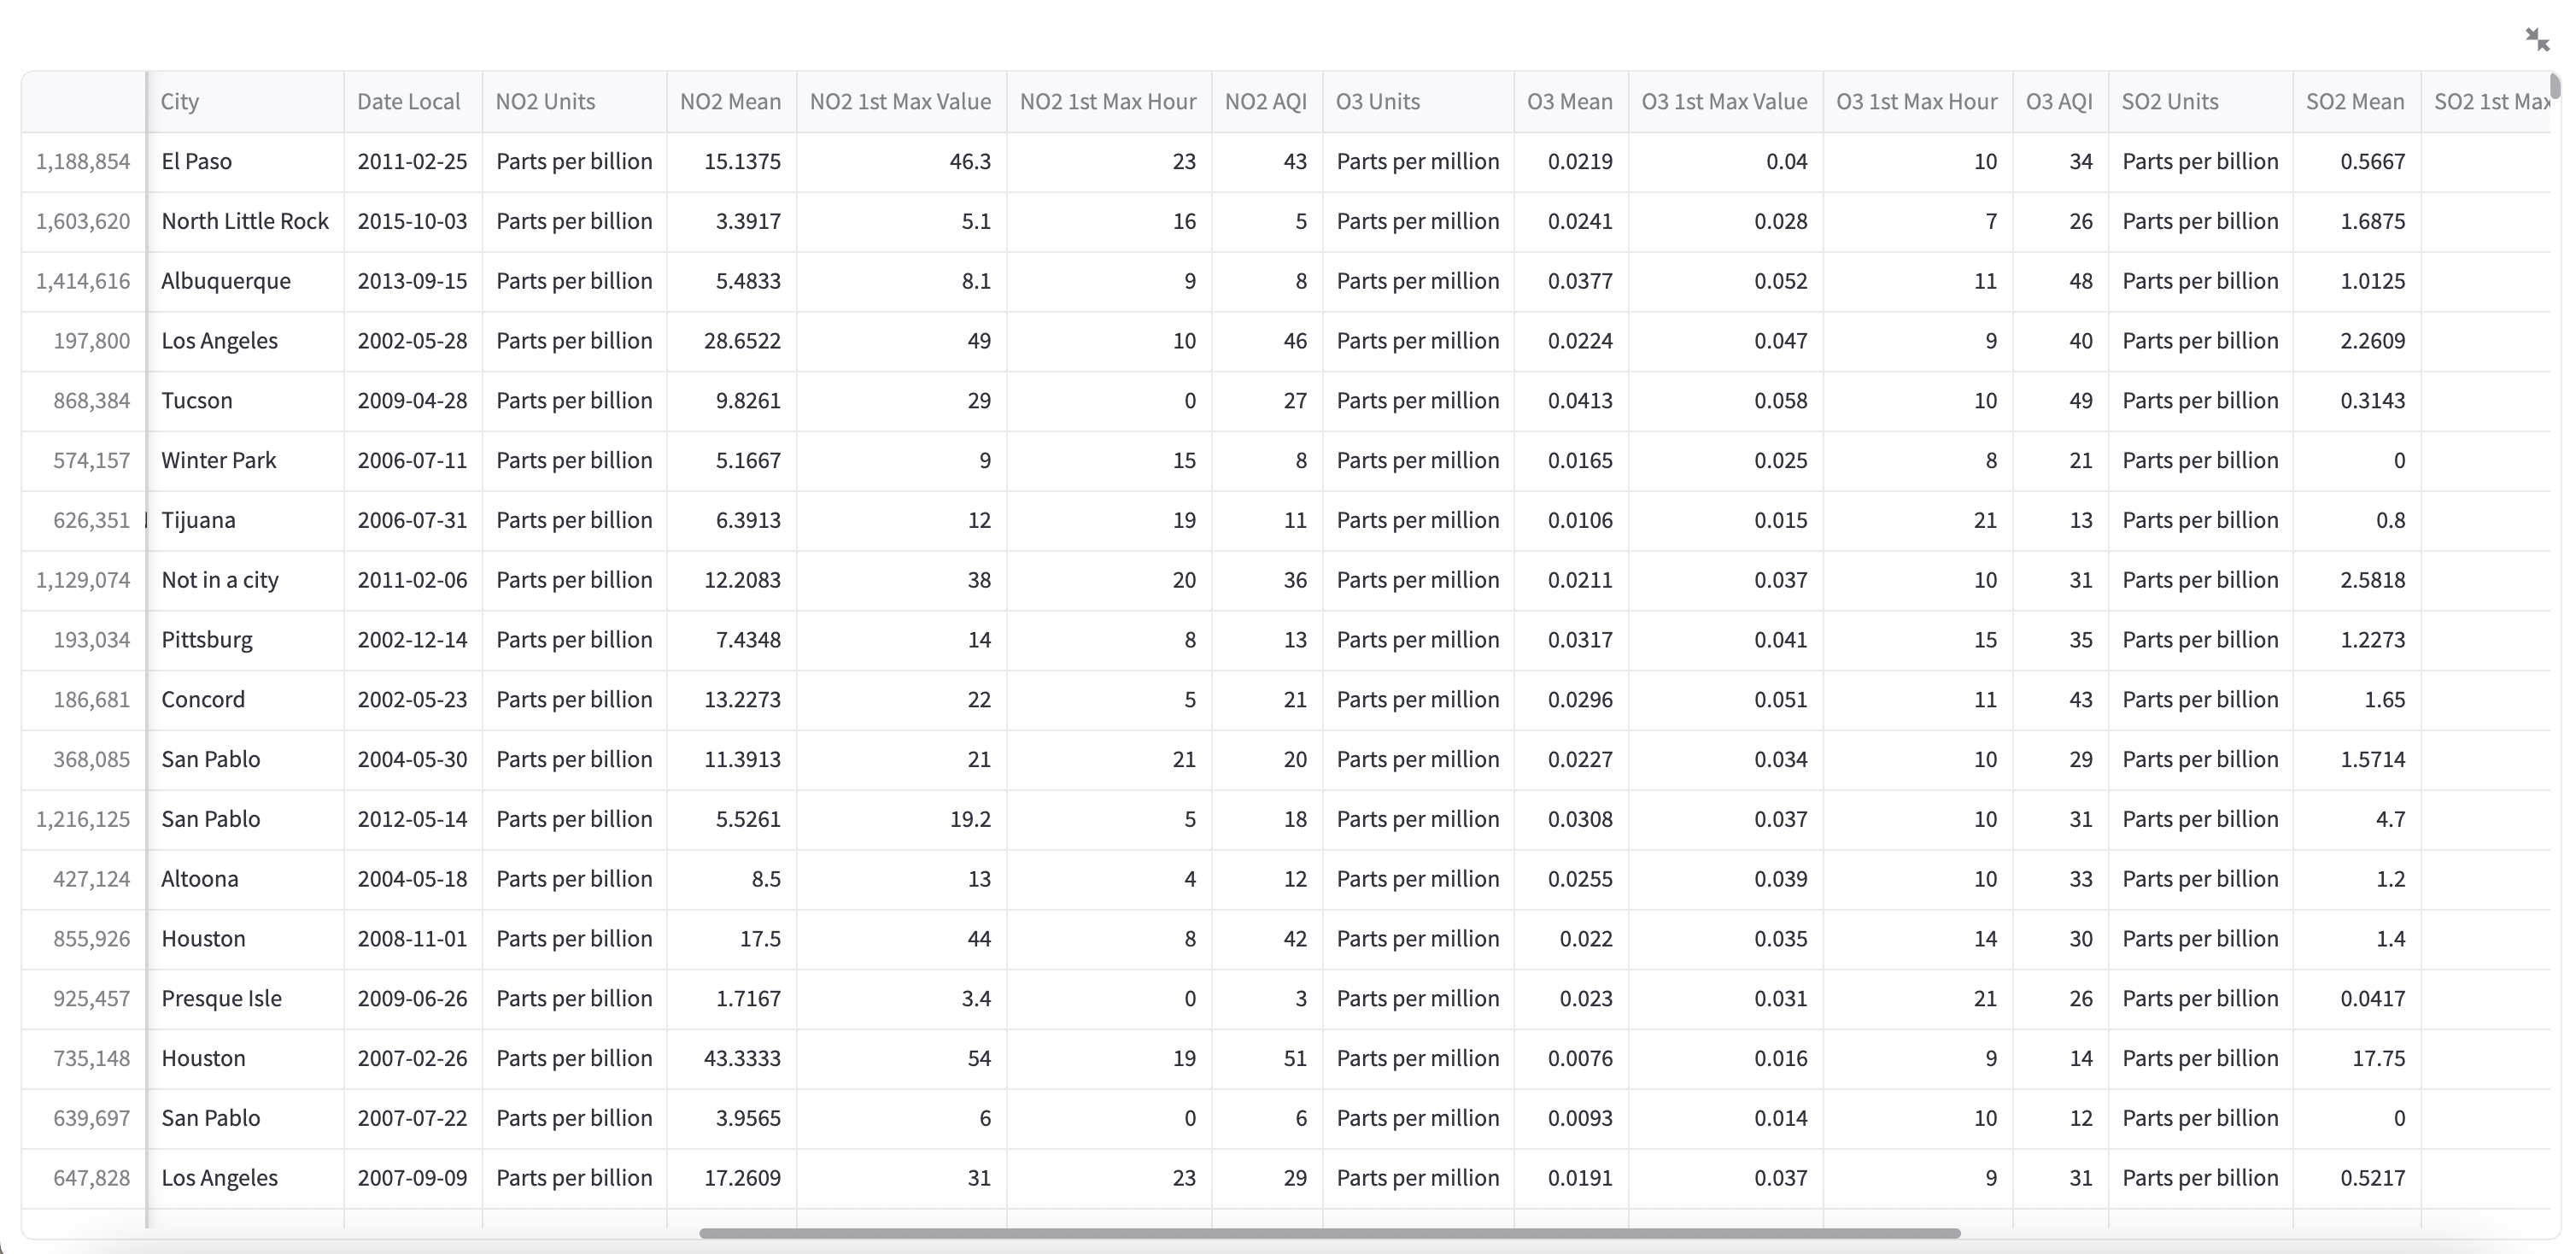 City Date Local NO2 Units NO2 Mean NO2 1st Max Value NO2 1st Max Hour NO2 AQI O3 Units O3 Mean O3 1st Max Value O3 1st Max Hour O3 AQI SO2 Units SO2 Mean SO2 1st Max
1,188,854 El Paso 2011-02-25 Parts per billion 15.1375 46.3 23 43 Parts per million 0.0219 0.04 10 34 Parts per billion 0.5667
1,603,620 North Little Rock 2015-10-03 Parts per billion 3.3917 5.1 16 5 Parts per million 0.0241 0.028 7 26 Parts per billion 1.6875
1,414,616 Albuquerque 2013-09-15 Parts per billion 5.4833 8.1 9 8 Parts per million 0.0377 0.052 11 48 Parts per billion 1.0125
197,800 Los Angeles 2002-05-28 Parts per billion 28.6522 49 10 46 Parts per million 0.0224 0.047 9 40 Parts per billion 2.2609
868,384 Tucson 2009-04-28 Parts per billion 9.8261 29 0 27 Parts per million 0.0413 0.058 10 49 Parts per billion 0.3143
574,157 Winter Park 2006-07-11 Parts per billion 5.1667 9 15 8 Parts per million 0.0165 0.025 8 21 Parts per billion 0
626,351 Tijuana 2006-07-31 Parts per billion 6.3913 12 19 11 Parts per million 0.0106 0.015 21 13 Parts per billion 0.8
1,129,074 Not in a city 2011-02-06 Parts per billion 12.2083 38 20 36 Parts per million 0.0211 0.037 10 31 Parts per billion 2.5818
193,034 Pittsburg 2002-12-14 Parts per billion 7.4348 14 8 13 Parts per million 0.0317 0.041 15 35 Parts per billion 1.2273
186,681 Concord 2002-05-23 Parts per billion 13.2273 22 5 21 Parts per million 0.0296 0.051 11 43 Parts per billion 1.65
368,085 San Pablo 2004-05-30 Parts per billion 11.3913 21 21 20 Parts per million 0.0227 0.034 10 29 Parts per billion 1.5714
1,216,125 San Pablo 2012-05-14 Parts per billion 5.5261 19.2 5 18 Parts per million 0.0308 0.037 10 31 Parts per billion 4.7
427,124 Altoona 2004-05-18 Parts per billion 8.5 13 4 12 Parts per million 0.0255 0.039 10 33 Parts per billion 1.2
855,926 Houston 2008-11-01 Parts per billion 17.5 44 8 42 Parts per million 0.022 0.035 14 30 Parts per billion 1.4
925,457 Presque Isle 2009-06-26 Parts per billion 1.7167 3.4 0 3 Parts per million 0.023 0.031 21 26 Parts per billion 0.0417
735,148 Houston 2007-02-26 Parts per billion 43.3333 54 19 51 Parts per million 0.0076 0.016 9 14 Parts per billion 17.75
639,697 San Pablo 2007-07-22 Parts per billion 3.9565 6 0 6 Parts per million 0.0093 0.014 10 12 Parts per billion 0
647,828 Los Angeles 2007-09-09 Parts per billion 17.2609 31 23 29 Parts per million 0.0191 0.037 9 31 Parts per billion 0.5217